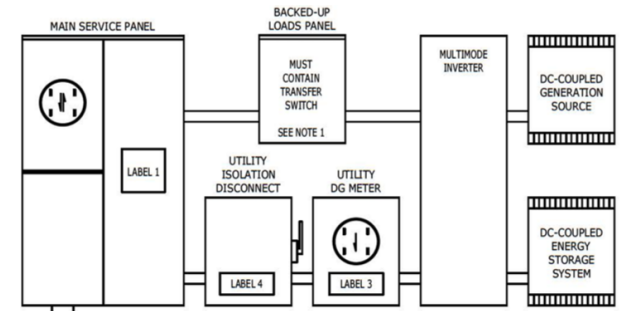 MAIN SERVICE PANEL
BACKED-UP
LOADS PANEL
MUST
CONTAIN
TRANSFER
SWITCH
SEE NOTE 1
MULTIMODE
INVERTER
DC-COUPLED
GENERATION
SOURCE
LABEL 1
UTILITY
ISOLATION
DISCONNECT
LABEL 4
UTILITY
DG METER
LABEL 3
DC-COUPLED
ENERGY
STORAGE
SYSTEM